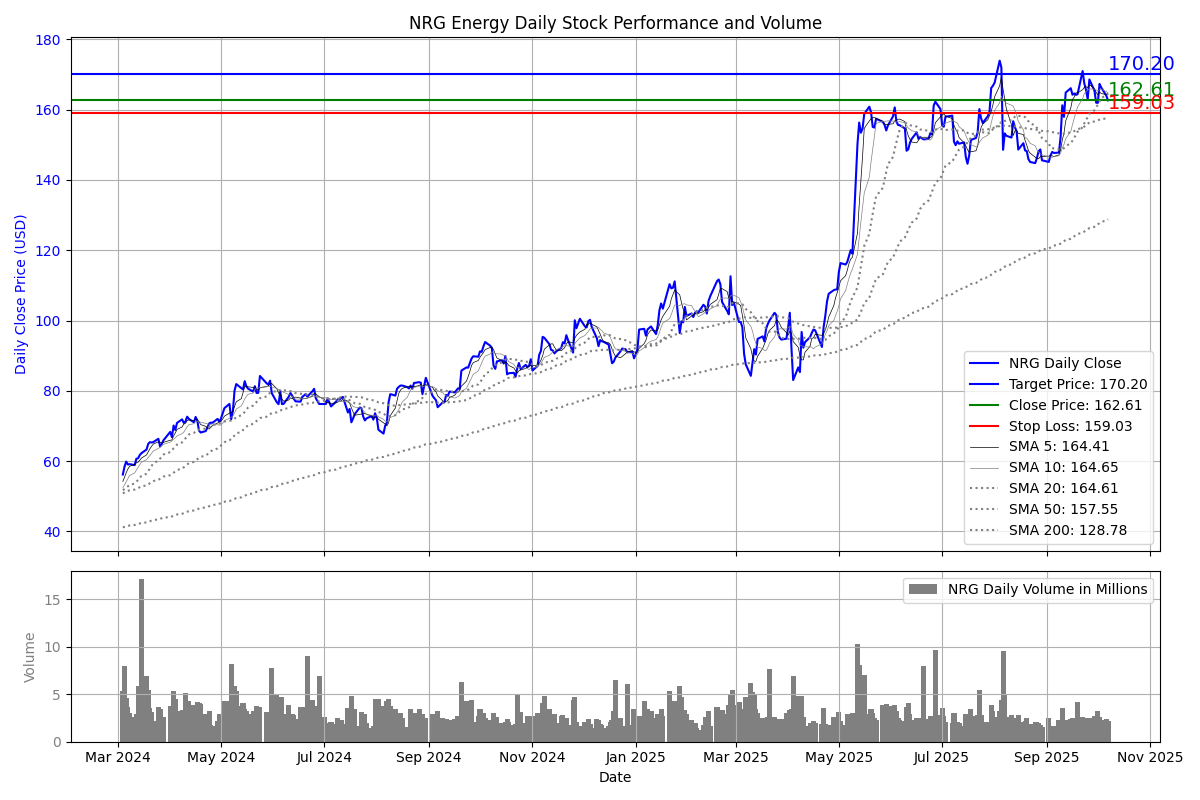 NRG Energy Daily Stock Performance and Volume
180
160
140
120
100
80
60
40
Daily Close Price (USD)
170.20
162.61
159.03
NRG Daily Close
Target Price: 170.20
Close Price: 162.61
Stop Loss: 159.03
SMA 5: 164.41
SMA 10: 164.65
SMA 20: 164.61
SMA 50: 157.55
SMA 200: 128.78
15
10
5
0
Volume
NRG Daily Volume in Millions
Mar 2024 May 2024 Jul 2024 Sep 2024 Nov 2024 Jan 2025 Mar 2025 May 2025 Jul 2025 Sep 2025 Nov 2025
Date